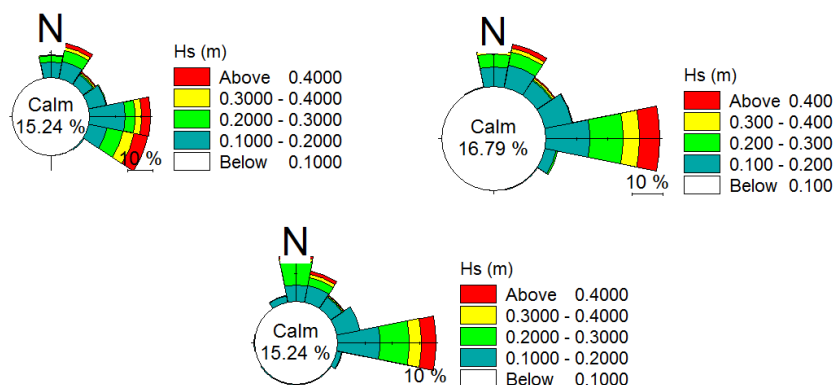 N
Hs (m)
Above 0.4000
0.3000 - 0.4000
0.2000 - 0.3000
0.1000 - 0.2000
Below 0.1000
Calm
15.24 %
10 %
N
Hs (m)
Above 0.400
0.300 - 0.400
0.200 - 0.300
0.100 - 0.200
Below 0.100
Calm
16.79 %
10 %
N
Hs (m)
Above 0.4000
0.3000 - 0.4000
0.2000 - 0.3000
0.1000 - 0.2000
Below 0.1000
Calm
15.24 %
10 %